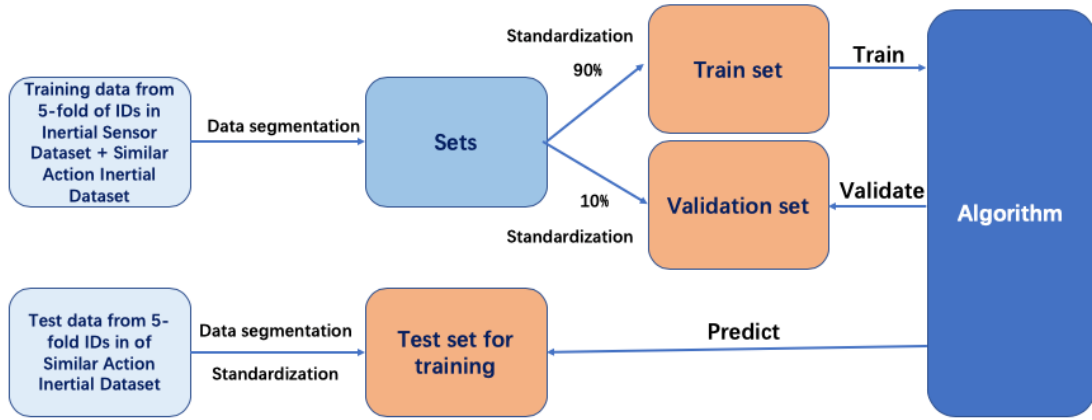 Standardization
90%
Train set
Train
Training data from
5-fold of IDs in
Inertial Sensor
Dataset + Similar
Action Inertial
Dataset
Data segmentation
Sets
10%
Standardization
Validation set
Validate
Algorithm
Test data from 5-
fold IDs in of
Similar Action
Inertial Dataset
Data segmentation
Standardization
Test set for
training
Predict